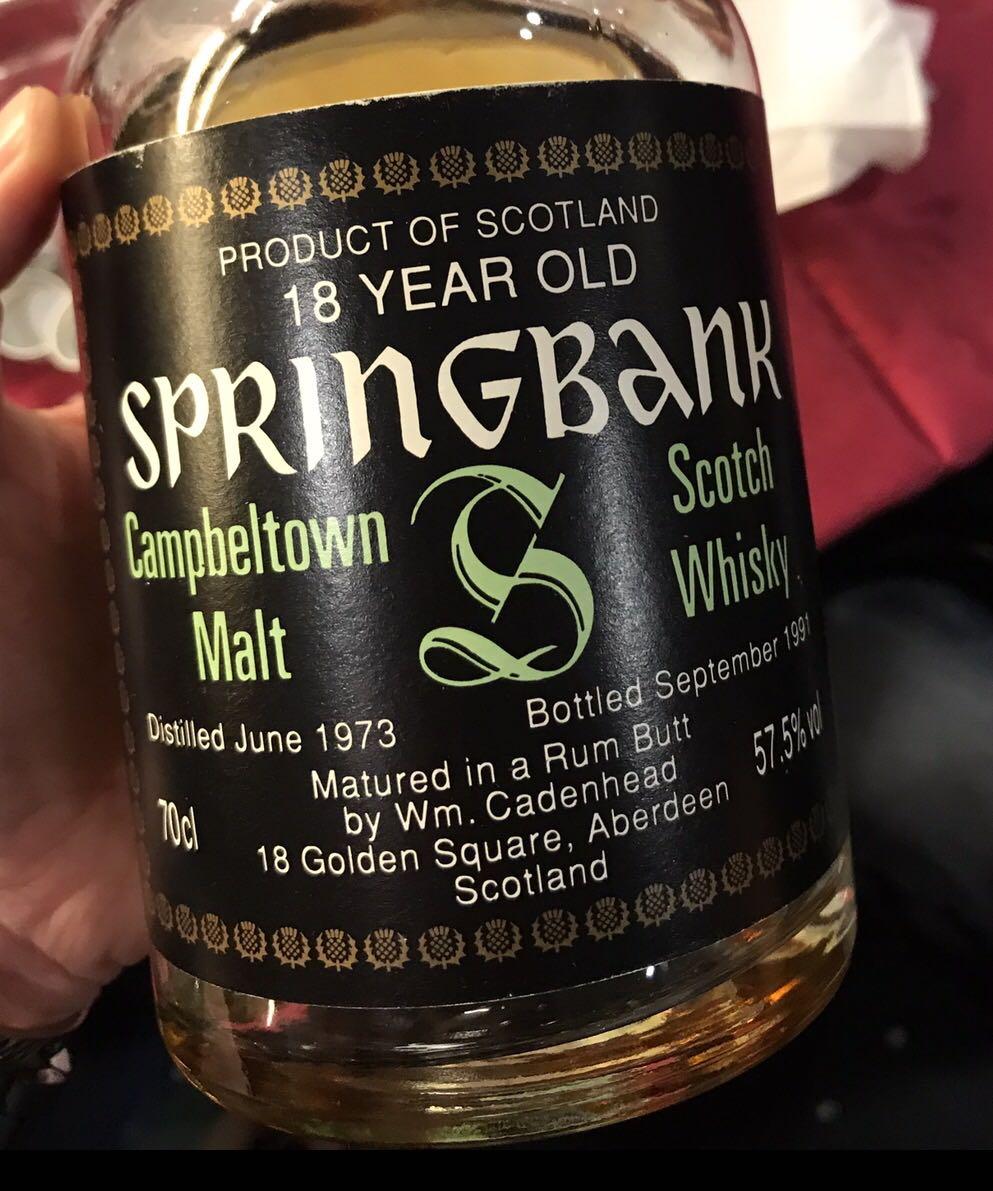 PRODUCT OF SCOTLAND
18 YEAR OLD
SPRINGBANK
Campbeltown
Malt
S
Scotch
Whisky
Distilled June 1973
Bottled September 1991
70cl
Matured in a Rum Butt
by Wm. Cadenhead
18 Golden Square, Aberdeen
Scotland
57.5% vol